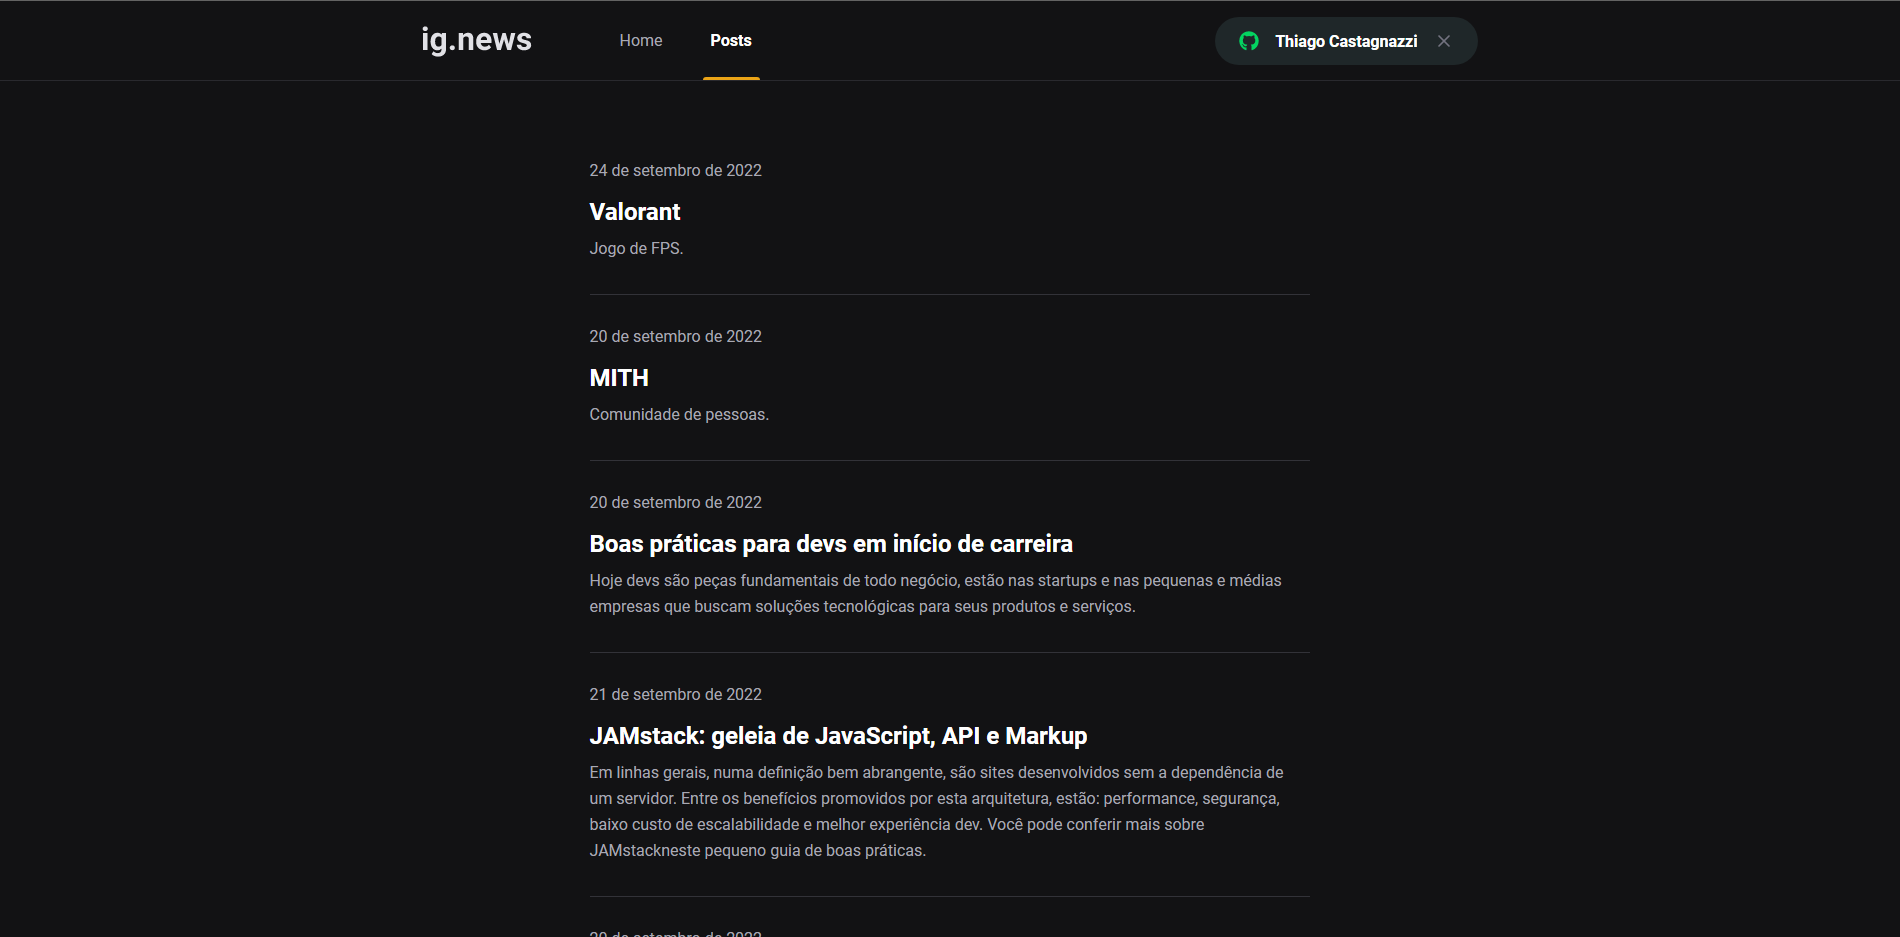 ig.news
Home
Posts
Thiago Castagnazzi
24 de setembro de 2022
Valorant
Jogo de FPS.
20 de setembro de 2022
MITH
Comunidade de pessoas.
20 de setembro de 2022
Boas práticas para devs em início de carreira
Hoje devs são peças fundamentais de todo negócio, estão nas startups e nas pequenas e médias
empresas que buscam soluções tecnológicas para seus produtos e serviços.
21 de setembro de 2022
JAMstack: geleia de JavaScript, API e Markup
Em linhas gerais, numa definição bem abrangente, são sites desenvolvidos sem a dependência de
um servidor. Entre os benefícios promovidos por esta arquitetura, estão: performance, segurança,
baixo custo de escalabilidade e melhor experiência dev. Você pode conferir mais sobre
JAMstackneste pequeno guia de boas práticas.
de setembro de 2022